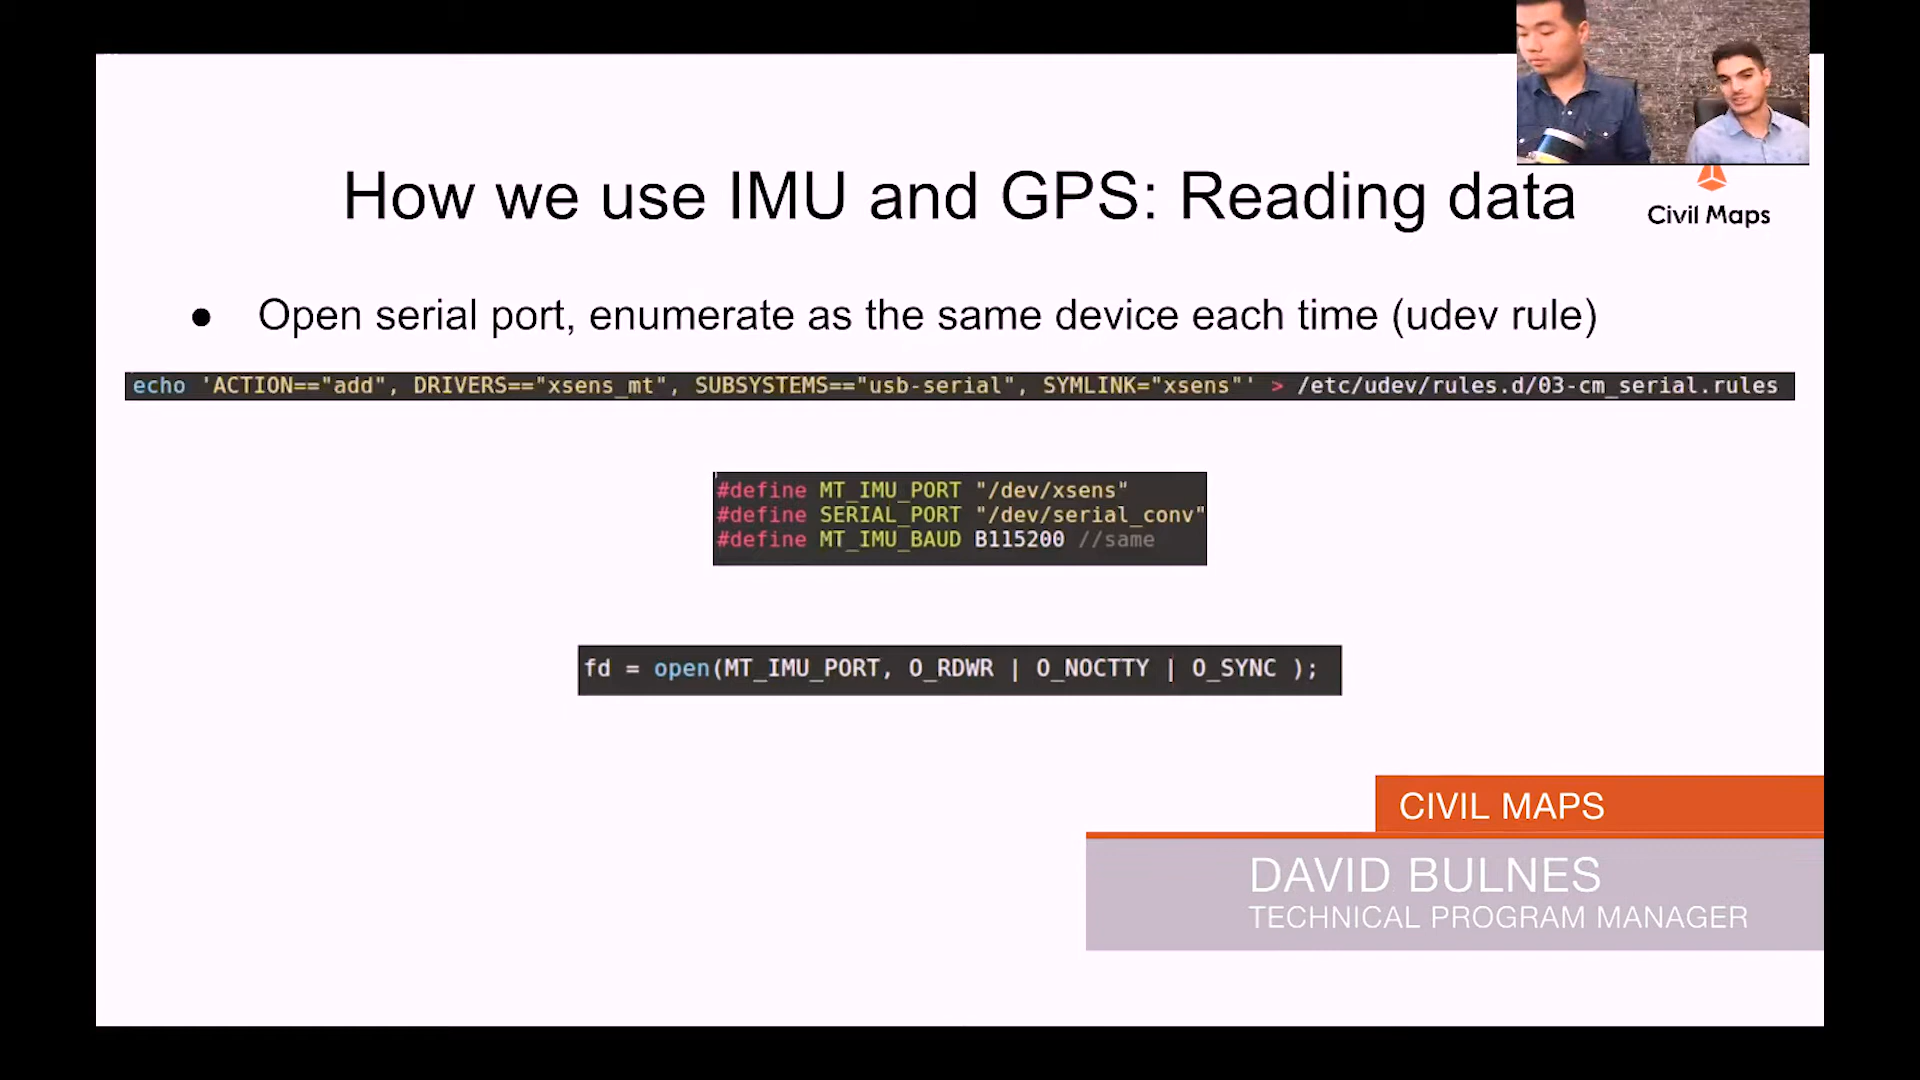 How we use IMU and GPS: Reading data
Civil Maps
● Open serial port, enumerate as the same device each time (udev rule)
echo 'ACTION=="add", DRIVERS=="xsens_mt", SUBSYSTEMS=="usb-serial", SYMLINK="xsens"' > /etc/udev/rules.d/03-cm_serial.rules
#define MT_IMU_PORT "/dev/xsens"
#define SERIAL_PORT "/dev/serial_conv"
#define MT_IMU_BAUD B115200 //same
fd = open(MT_IMU_PORT, O_RDWR | O_NOCTTY | O_SYNC );
CIVIL MAPS
DAVID BULNES
TECHNICAL PROGRAM MANAGER